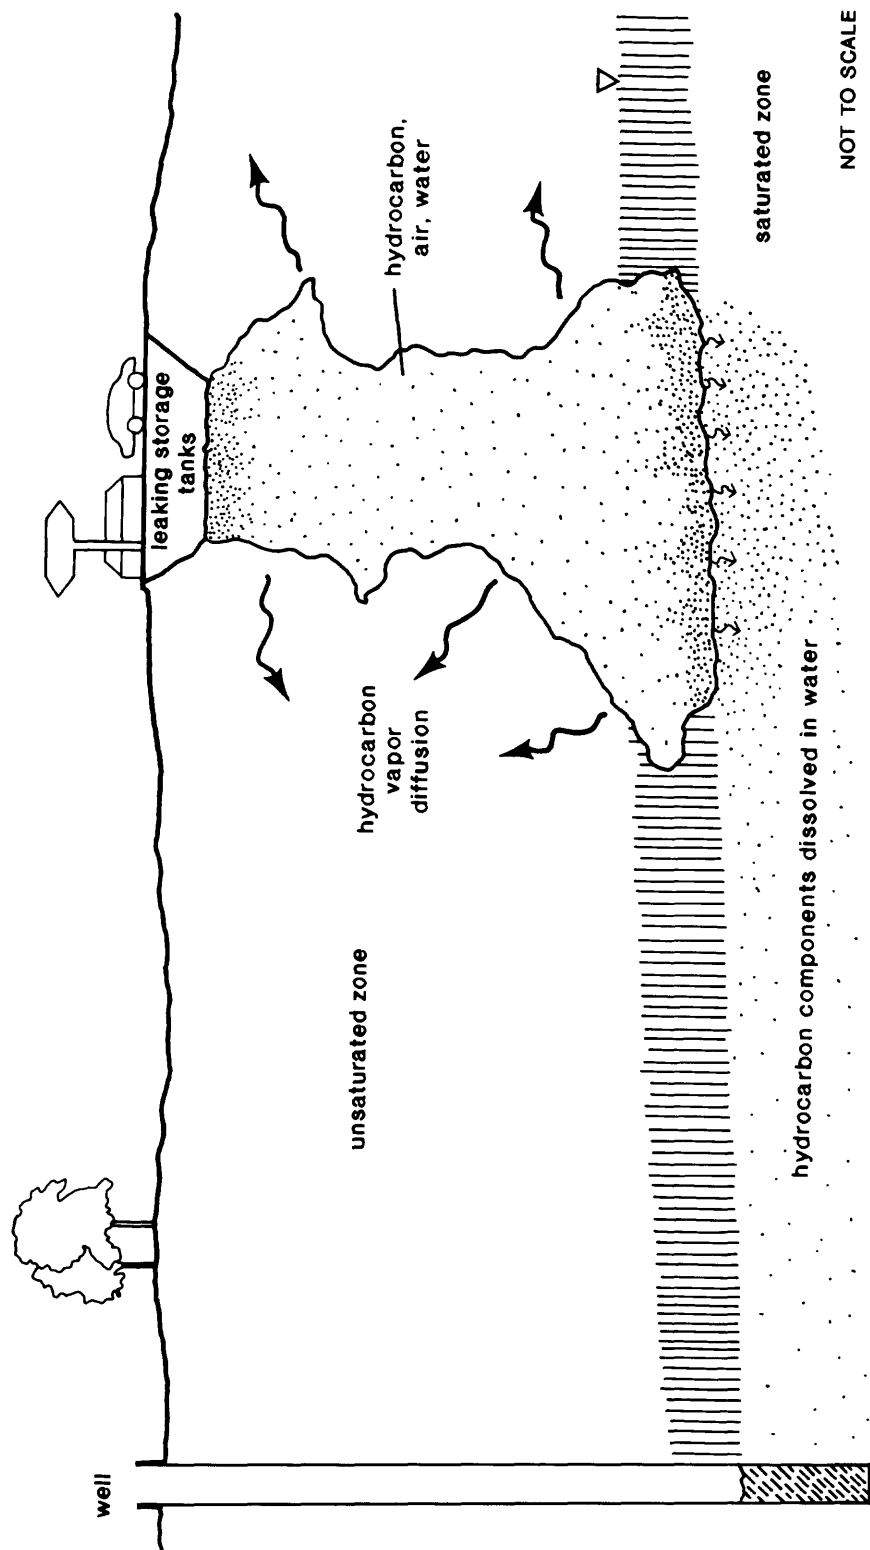 well
leaking storage
tanks
hydrocarbon,
air, water
hydrocarbon
vapor
diffusion
unsaturated zone
saturated zone
hydrocarbon components dissolved in water
NOT TO SCALE